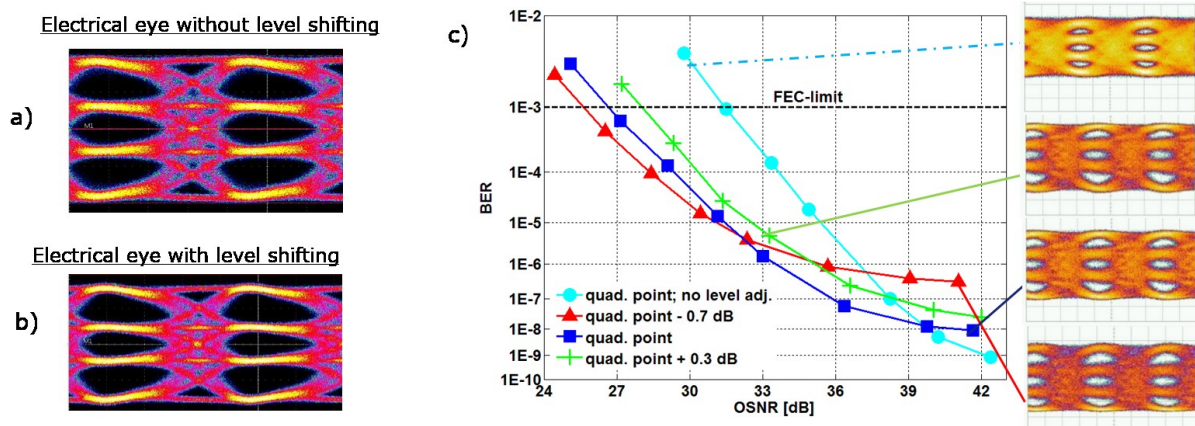 Electrical eye without level shifting
a)
M1
Electrical eye with level shifting
b)
c)
1E-2
1E-3
1E-4
1E-5
1E-6
1E-7
1E-8
1E-9
1E-10
BER
FEC-limit
quad. point; no level adj.
quad. point - 0.7 dB
quad. point
quad. point + 0.3 dB
24 27 30 33 36 39 42
OSNR [dB]